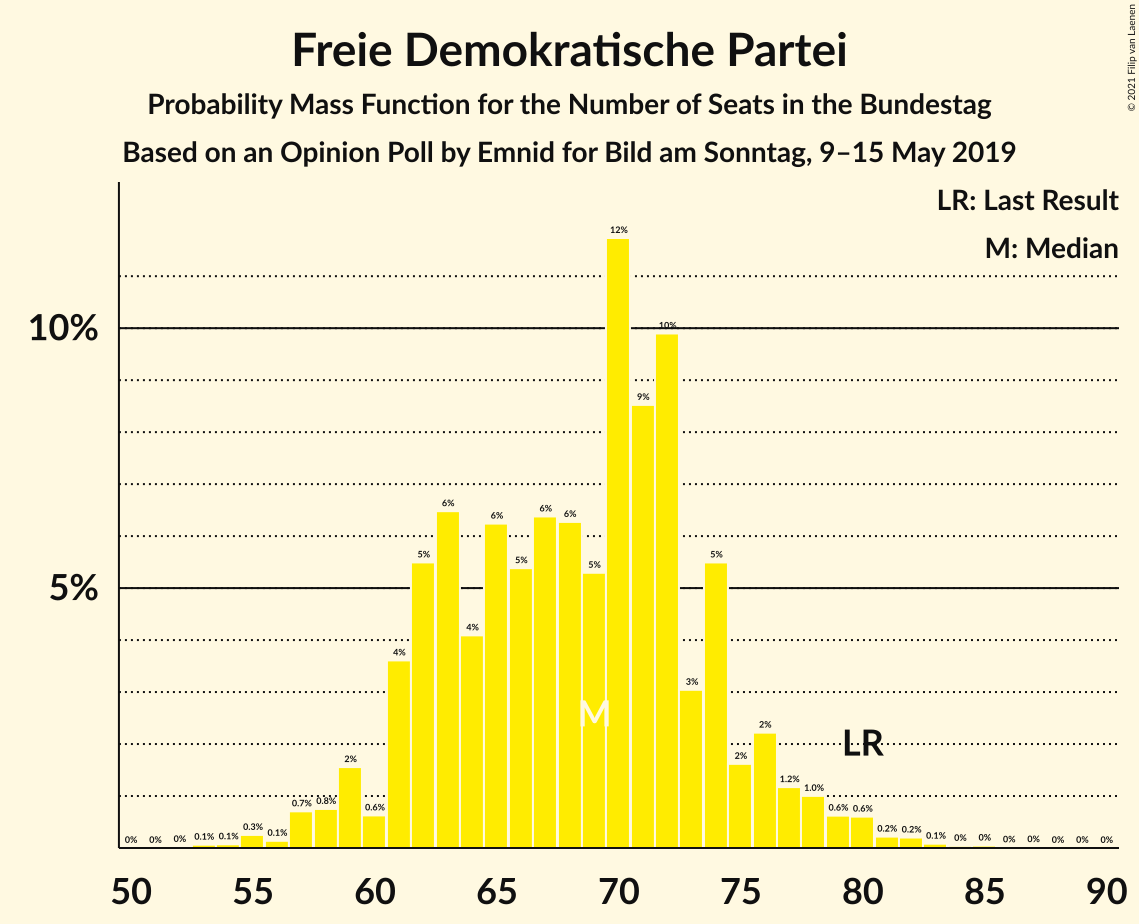 © 2021 Filip van Laenen
Freie Demokratische Partei
Probability Mass Function for the Number of Seats in the Bundestag
Based on an Opinion Poll by Emnid for Bild am Sonntag, 9–15 May 2019
LR: Last Result
M: Median
10%
5%
0% 0% 0% 0.1% 0.1% 0.3% 0.1% 0.7% 0.8% 2% 0.6% 4% 5% 6% 4% 6% 5% 6% 6% 5% 12% 9% 10% 3% 5% 2% 2% 1.2% 1.0% 0.6% 0.6% 0.2% 0.2% 0.1% 0% 0% 0% 0% 0% 0% 0%
M
LR
50 55 60 65 70 75 80 85 90